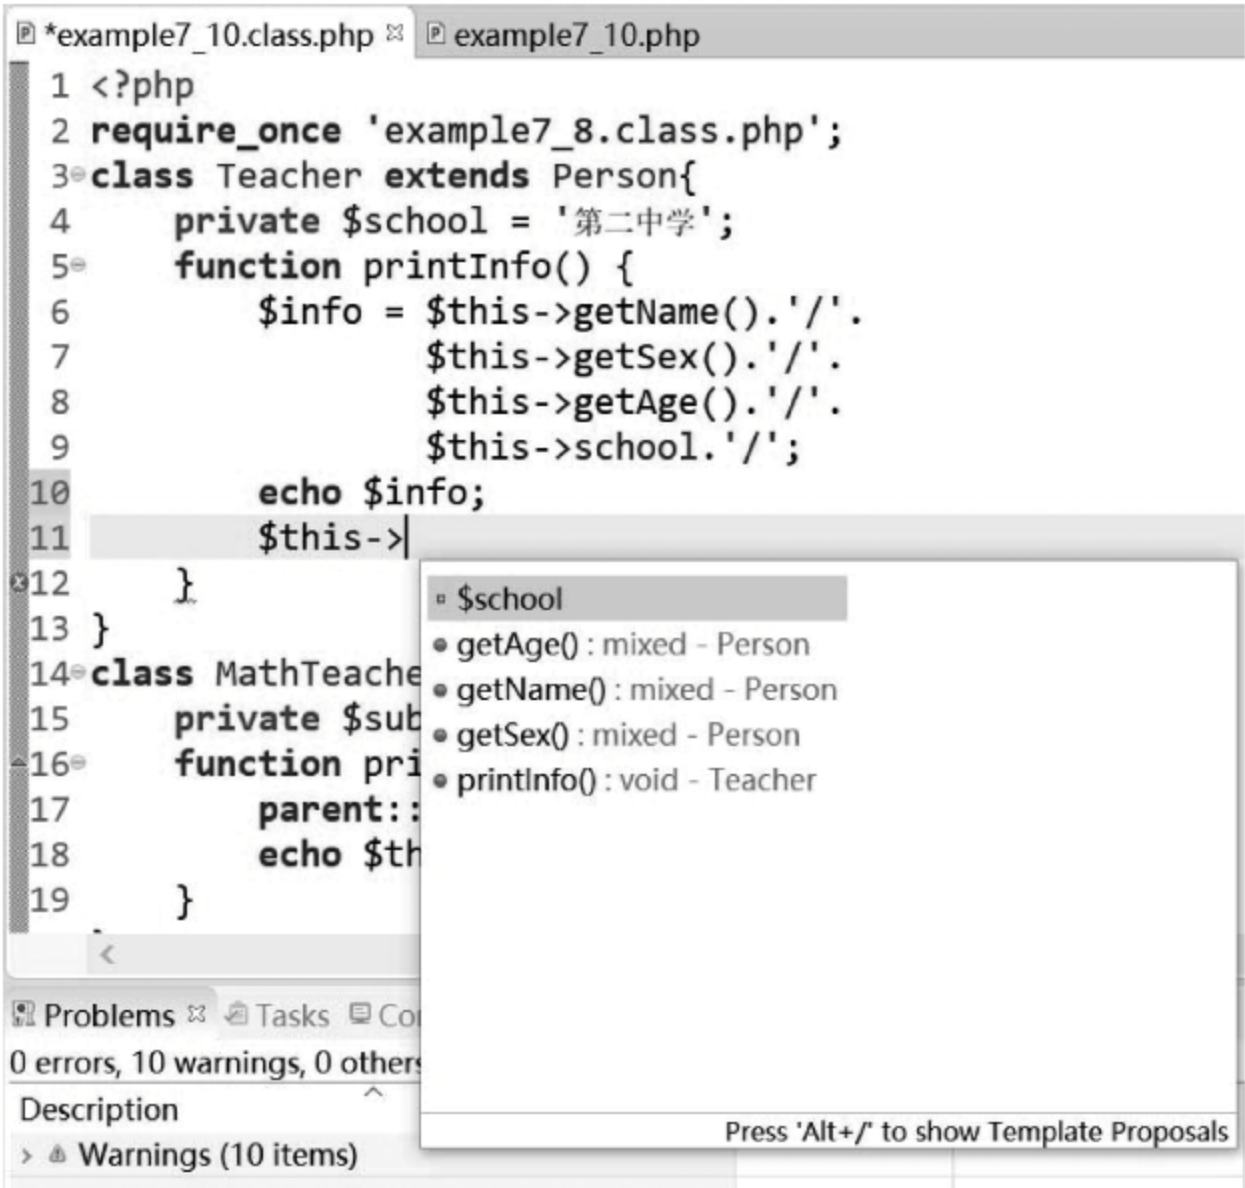 *example7_10.class.php example7_10.php
1 <?php
2 require_once 'example7_8.class.php';
3 class Teacher extends Person{
4 private $school = '第二中学';
5 function printInfo() {
6 $info = $this->getName().'/'.
7 $this->getSex().'/'.
8 $this->getAge().'/'.
9 $this->school.'/';
10 echo $info;
11 $this->
12 }
13 }
14 class MathTeache
15 private $sub
16 function pri
17 parent::
18 echo $th
19 }
$school
getAge() : mixed - Person
getName() : mixed - Person
getSex() : mixed - Person
printInfo() : void - Teacher
Press 'Alt+/' to show Template Proposals
Problems Tasks Co
0 errors, 10 warnings, 0 others
Description
Warnings (10 items)